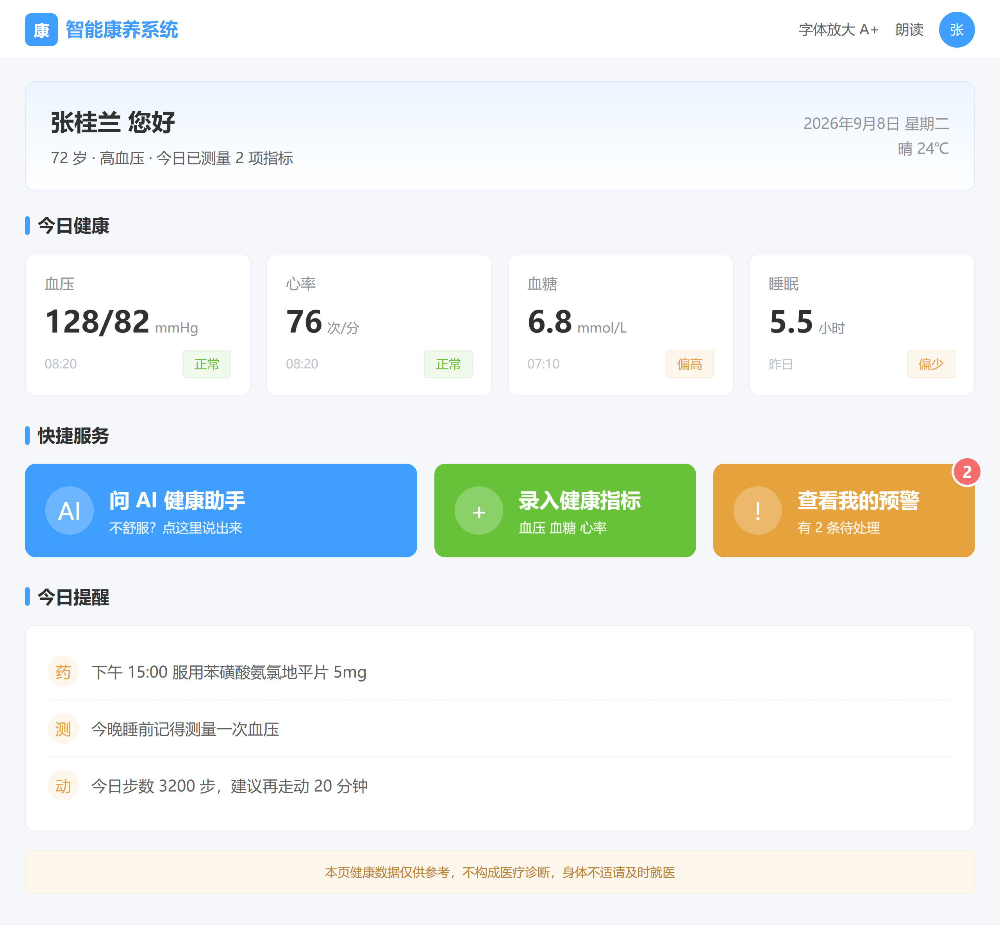 康 智能康养系统 字体放大 A+ 朗读 张
张桂兰 您好
72 岁 · 高血压 · 今日已测量 2 项指标
2026年9月8日 星期二
晴 24℃
今日健康
血压
128/82 mmHg
08:20 正常
心率
76 次/分
08:20 正常
血糖
6.8 mmol/L
07:10 偏高
睡眠
5.5 小时
昨日 偏少
快捷服务
AI
问 AI 健康助手
不舒服？点这里说出来
+
录入健康指标
血压 血糖 心率
!
查看我的预警
有 2 条待处理
2
今日提醒
药 下午 15:00 服用苯磺酸氨氯地平片 5mg
测 今晚睡前记得测量一次血压
动 今日步数 3200 步，建议再走动 20 分钟
本页健康数据仅供参考，不构成医疗诊断，身体不适请及时就医